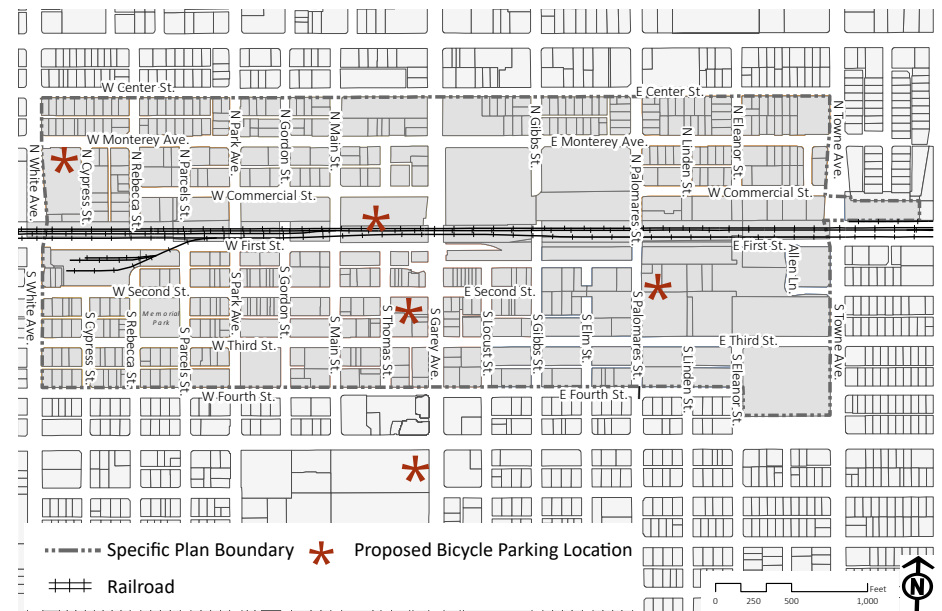 W Center St.
E Center St.
N White Ave.
N Cypress St.
N Rebecca St.
N Parcels St.
N Park Ave.
N Gordon St.
N Main St.
N Gibbs St.
N Palomares St.
N Linden St.
N Eleanor St.
N Towne Ave.
W Monterey Ave.
E Monterey Ave.
W Commercial St.
W Commercial St.
W First St.
E First St.
Allen Ln.
W Second St.
E Second St.
Memorial
Park
S White Ave.
S Cypress St.
S Rebecca St.
S Parcels St.
S Park Ave.
S Gordon St.
S Main St.
S Thomas St.
S Garey Ave.
S Locust St.
S Gibbs St.
S Elm St.
S Palomares St.
S Linden St.
S Eleanor St.
S Towne Ave.
W Third St.
E Third St.
W Fourth St.
E Fourth St.
Specific Plan Boundary
Proposed Bicycle Parking Location
Railroad
Feet
0 250 500 1,000
N